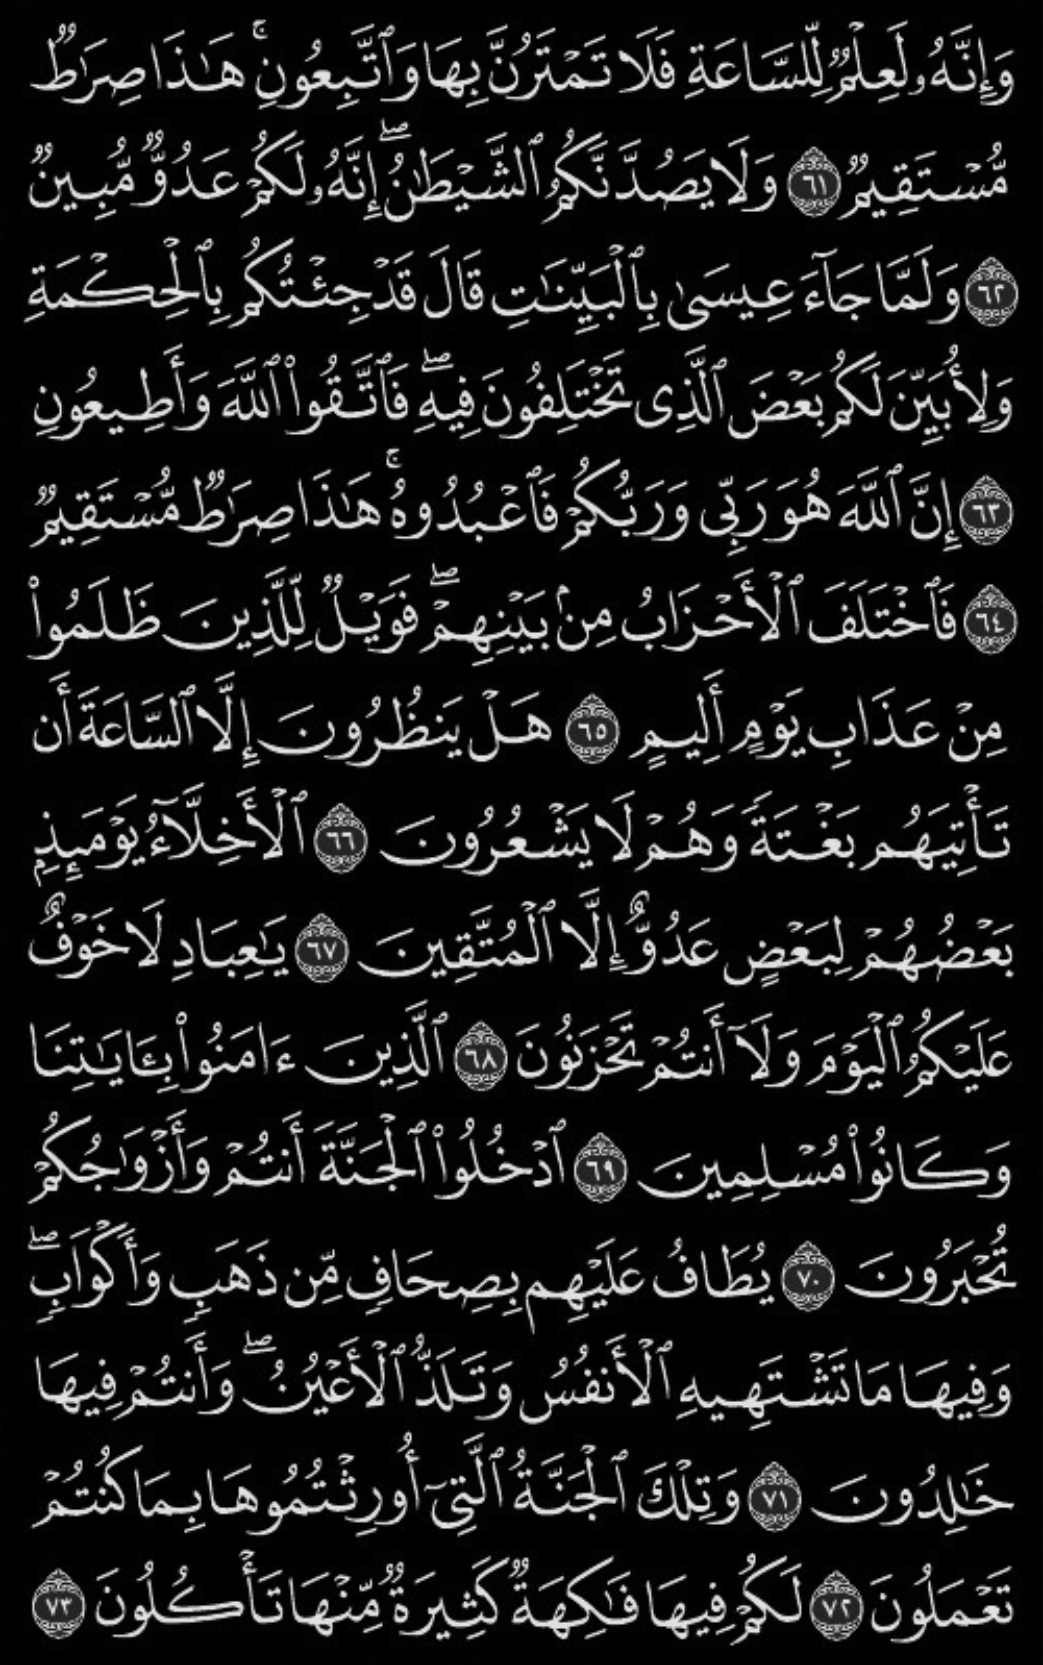 وَإِنَّهُۥ لَعِلْمٌ لِّلسَّاعَةِ فَلَا تَمْتَرُنَّ بِهَا وَٱتَّبِعُونِ ۚ هَـٰذَا صِرَٰطٌ
مُّسْتَقِيمٌ ٦١ وَلَا يَصُدَّنَّكُمُ ٱلشَّيْطَـٰنُ ۖ إِنَّهُۥ لَكُمْ عَدُوٌّ مُّبِينٌ
٦٢ وَلَمَّا جَآءَ عِيسَىٰ بِٱلْبَيِّنَـٰتِ قَالَ قَدْ جِئْتُكُم بِٱلْحِكْمَةِ
وَلِأُبَيِّنَ لَكُم بَعْضَ ٱلَّذِى تَخْتَلِفُونَ فِيهِ ۖ فَٱتَّقُوا۟ ٱللَّهَ وَأَطِيعُونِ
٦٣ إِنَّ ٱللَّهَ هُوَ رَبِّى وَرَبُّكُمْ فَٱعْبُدُوهُ ۚ هَـٰذَا صِرَٰطٌ مُّسْتَقِيمٌ
٦٤ فَٱخْتَلَفَ ٱلْأَحْزَابُ مِنۢ بَيْنِهِمْ ۖ فَوَيْلٌ لِّلَّذِينَ ظَلَمُوا۟
مِنْ عَذَابِ يَوْمٍ أَلِيمٍ ٦٥ هَلْ يَنظُرُونَ إِلَّا ٱلسَّاعَةَ أَن
تَأْتِيَهُم بَغْتَةً وَهُمْ لَا يَشْعُرُونَ ٦٦ ٱلْأَخِلَّآءُ يَوْمَئِذٍۭ
بَعْضُهُمْ لِبَعْضٍ عَدُوٌّ إِلَّا ٱلْمُتَّقِينَ ٦٧ يَـٰعِبَادِ لَا خَوْفٌ
عَلَيْكُمُ ٱلْيَوْمَ وَلَآ أَنتُمْ تَحْزَنُونَ ٦٨ ٱلَّذِينَ ءَامَنُوا۟ بِـَٔايَـٰتِنَا
وَكَانُوا۟ مُسْلِمِينَ ٦٩ ٱدْخُلُوا۟ ٱلْجَنَّةَ أَنتُمْ وَأَزْوَٰجُكُمْ
تُحْبَرُونَ ٧٠ يُطَافُ عَلَيْهِم بِصِحَافٍ مِّن ذَهَبٍ وَأَكْوَابٍ ۖ
وَفِيهَا مَا تَشْتَهِيهِ ٱلْأَنفُسُ وَتَلَذُّ ٱلْأَعْيُنُ ۖ وَأَنتُمْ فِيهَا
خَـٰلِدُونَ ٧١ وَتِلْكَ ٱلْجَنَّةُ ٱلَّتِىٓ أُورِثْتُمُوهَا بِمَا كُنتُمْ
تَعْمَلُونَ ٧٢ لَكُمْ فِيهَا فَـٰكِهَةٌ كَثِيرَةٌ مِّنْهَا تَأْكُلُونَ ٧٣